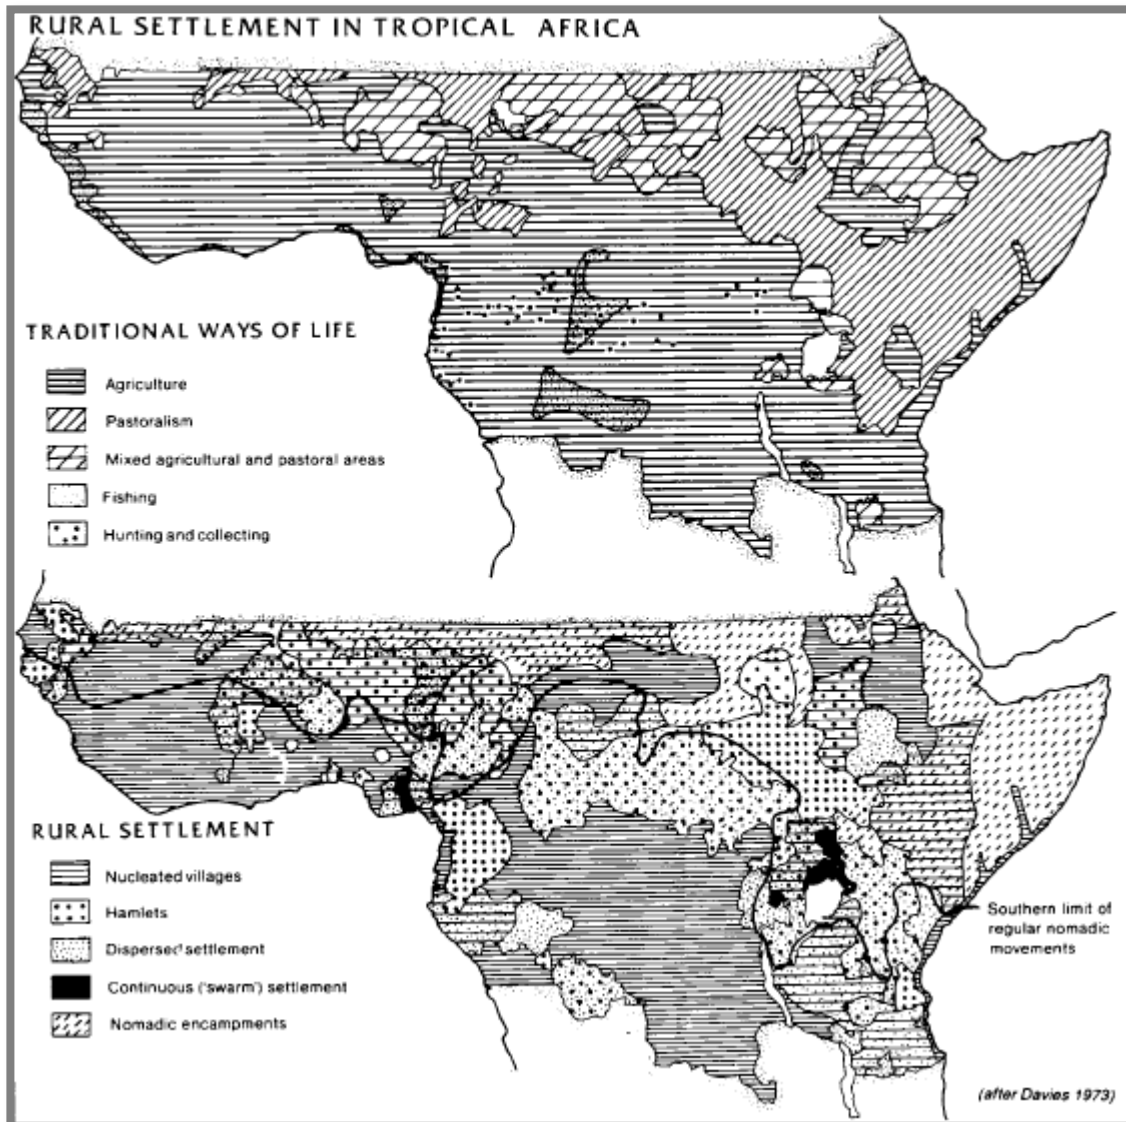 RURAL SETTLEMENT IN TROPICAL AFRICA
TRADITIONAL WAYS OF LIFE
Agriculture
Pastoralism
Mixed agricultural and pastoral areas
Fishing
Hunting and collecting
RURAL SETTLEMENT
Nucleated villages
Hamlets
Dispersed settlement
Continuous ('swarm') settlement
Nomadic encampments
Southern limit of
regular nomadic
movements
(after Davies 1973)